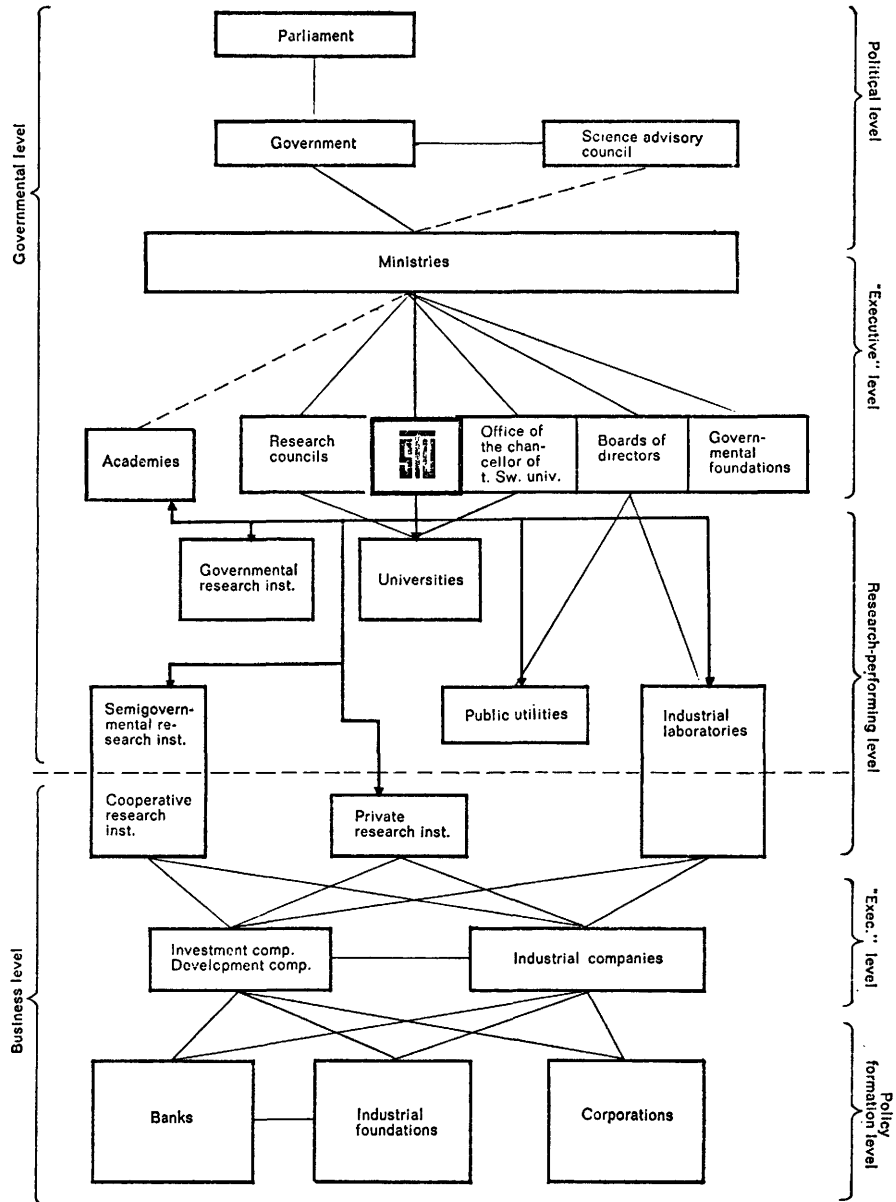 Parliament
Government
Science advisory
council
Ministries
Academies
Research
councils
Office of
the chan-
cellor of
t. Sw. univ.
Boards of
directors
Govern-
mental
foundations
Governmental
research inst.
Universities
Semigovern-
mental re-
search inst.
Public utilities
Industrial
laboratories
Cooperative
research
inst.
Private
research inst.
Investment comp.
Development comp.
Industrial companies
Banks
Industrial
foundations
Corporations
Governmental level
Business level
Political level
"Executive" level
Research-performing level
"Exec."
level
Policy
formation level